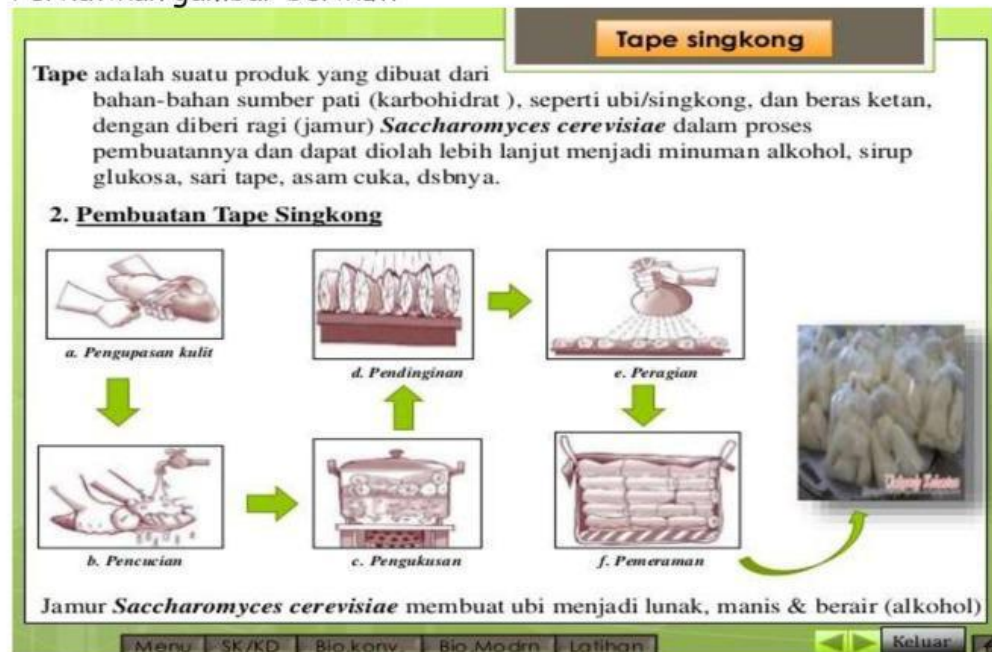 Tape singkong
Tape adalah suatu produk yang dibuat dari
bahan-bahan sumber pati (karbohidrat ), seperti ubi/singkong, dan beras ketan,
dengan diberi ragi (jamur) Saccharomyces cerevisiae dalam proses
pembuatannya dan dapat diolah lebih lanjut menjadi minuman alkohol, sirup
glukosa, sari tape, asam cuka, dsbnya.
2. Pembuatan Tape Singkong
a. Pengupasan kulit
d. Pendinginan
e. Peragian
b. Pencucian
c. Pengukusan
f. Pemeraman
Jamur Saccharomyces cerevisiae membuat ubi menjadi lunak, manis & berair (alkohol)
Menu
SK/KD
Bio konv.
Bio Modrn
Latihan
Keluar